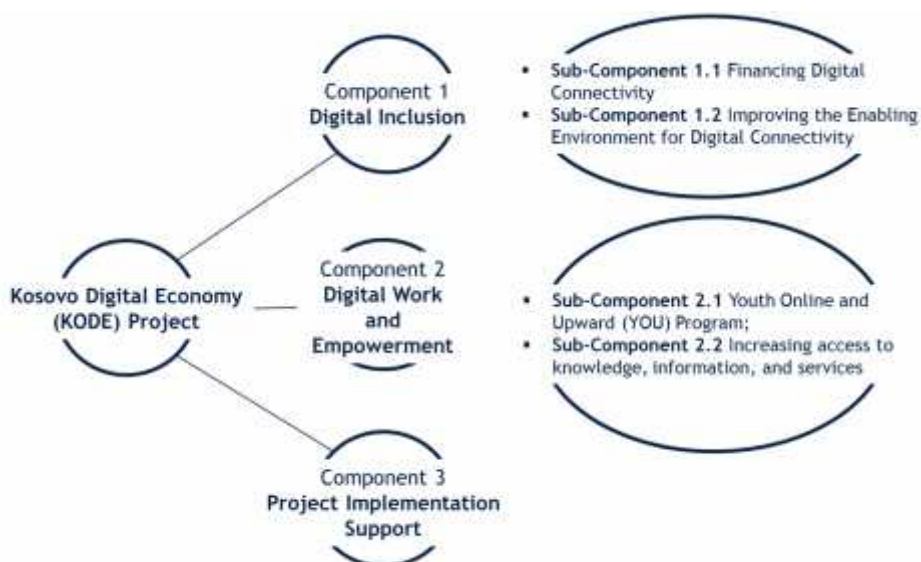 Component 1
Digital Inclusion
▪ Sub-Component 1.1 Financing Digital
Connectivity
▪ Sub-Component 1.2 Improving the Enabling
Environment for Digital Connectivity
Kosovo Digital Economy
(KODE) Project
Component 2
Digital Work
and
Empowerment
▪ Sub-Component 2.1 Youth Online and
Upward (YOU) Program;
▪ Sub-Component 2.2 Increasing access to
knowledge, information, and services
Component 3
Project Implementation
Support